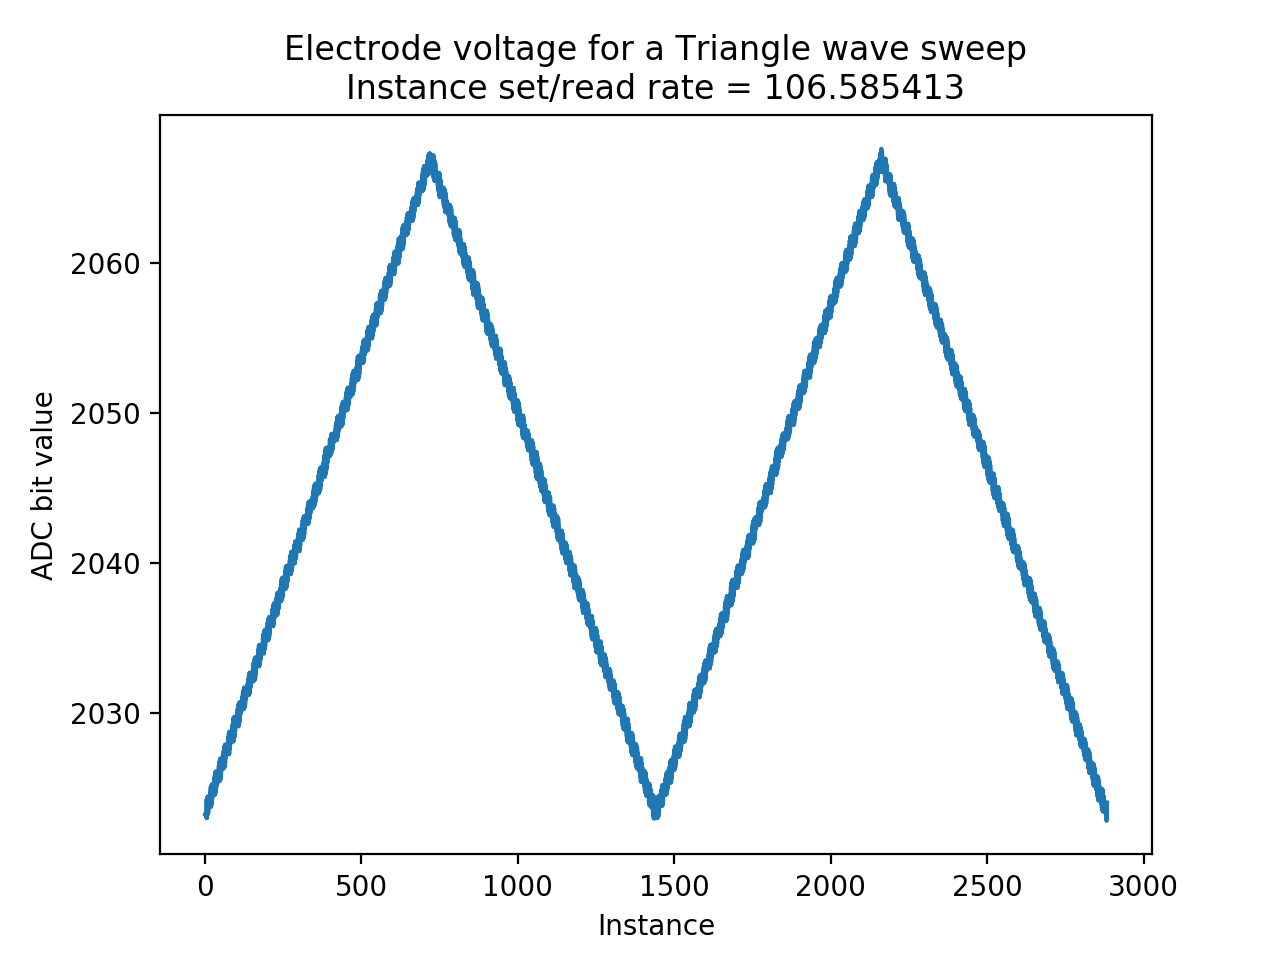 Electrode voltage for a Triangle wave sweep
Instance set/read rate = 106.585413
ADC bit value
2060
2050
2040
2030
0 500 1000 1500 2000 2500 3000
Instance